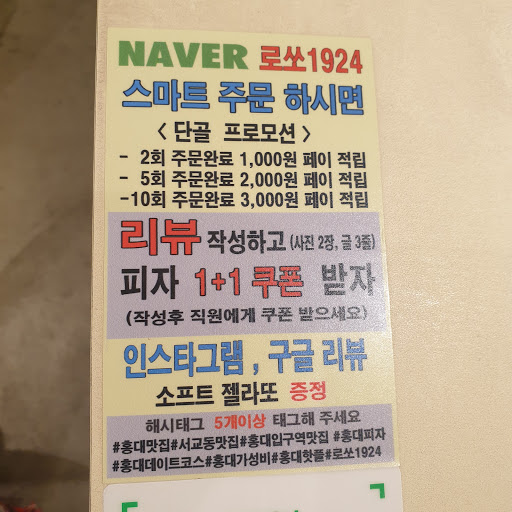 NAVER 로쏘1924
스마트 주문 하시면
< 단골 프로모션 >
- 2회 주문완료 1,000원 페이 적립
- 5회 주문완료 2,000원 페이 적립
-10회 주문완료 3,000원 페이 적립
리뷰 작성하고 (사진 2장, 글 3줄)
피자 1+1 쿠폰 받자
(작성후 직원에게 쿠폰 받으세요)
인스타그램 , 구글 리뷰
소프트 젤라또 증정
해시태그 5개이상 태그해 주세요
#홍대맛집#서교동맛집#홍대입구역맛집 #홍대피자
#홍대데이트코스#홍대가성비#홍대핫플#로쏘1924